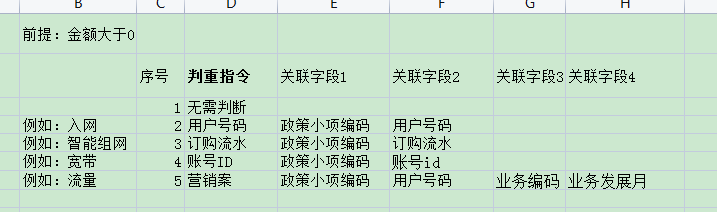 B C D E F G H
前提：金额大于0
序号 判重指令 关联字段1 关联字段2 关联字段3 关联字段4
1 无需判断
例如：入网 2 用户号码 政策小项编码 用户号码
例如：智能组网 3 订购流水 政策小项编码 订购流水
例如：宽带 4 账号ID 政策小项编码 账号id
例如：流量 5 营销案 政策小项编码 用户号码 业务编码 业务发展月